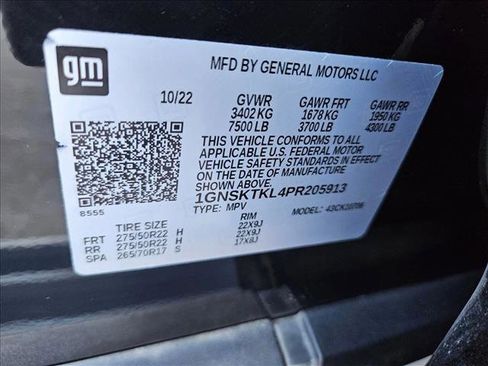 gm
MFD BY GENERAL MOTORS LLC
10/22 GVWR GAWR FRT GAWR RR
3402 KG 1678 KG 1950 KG
7500 LB 3700 LB 4300 LB
THIS VEHICLE CONFORMS TO ALL
APPLICABLE U.S. FEDERAL MOTOR
VEHICLE SAFETY STANDARDS IN EFFECT
ON THE DATE OF MANUFACTURE
SHOWN ABOVE.
1GNSKTKL4PR205913
8555
TYPE: MPV MODEL:
TIRE SIZE RIM
FRT 275/50R22 H 22X9J
RR 275/50R22 H 22X9J
SPA 265/70R17 S 17X8J